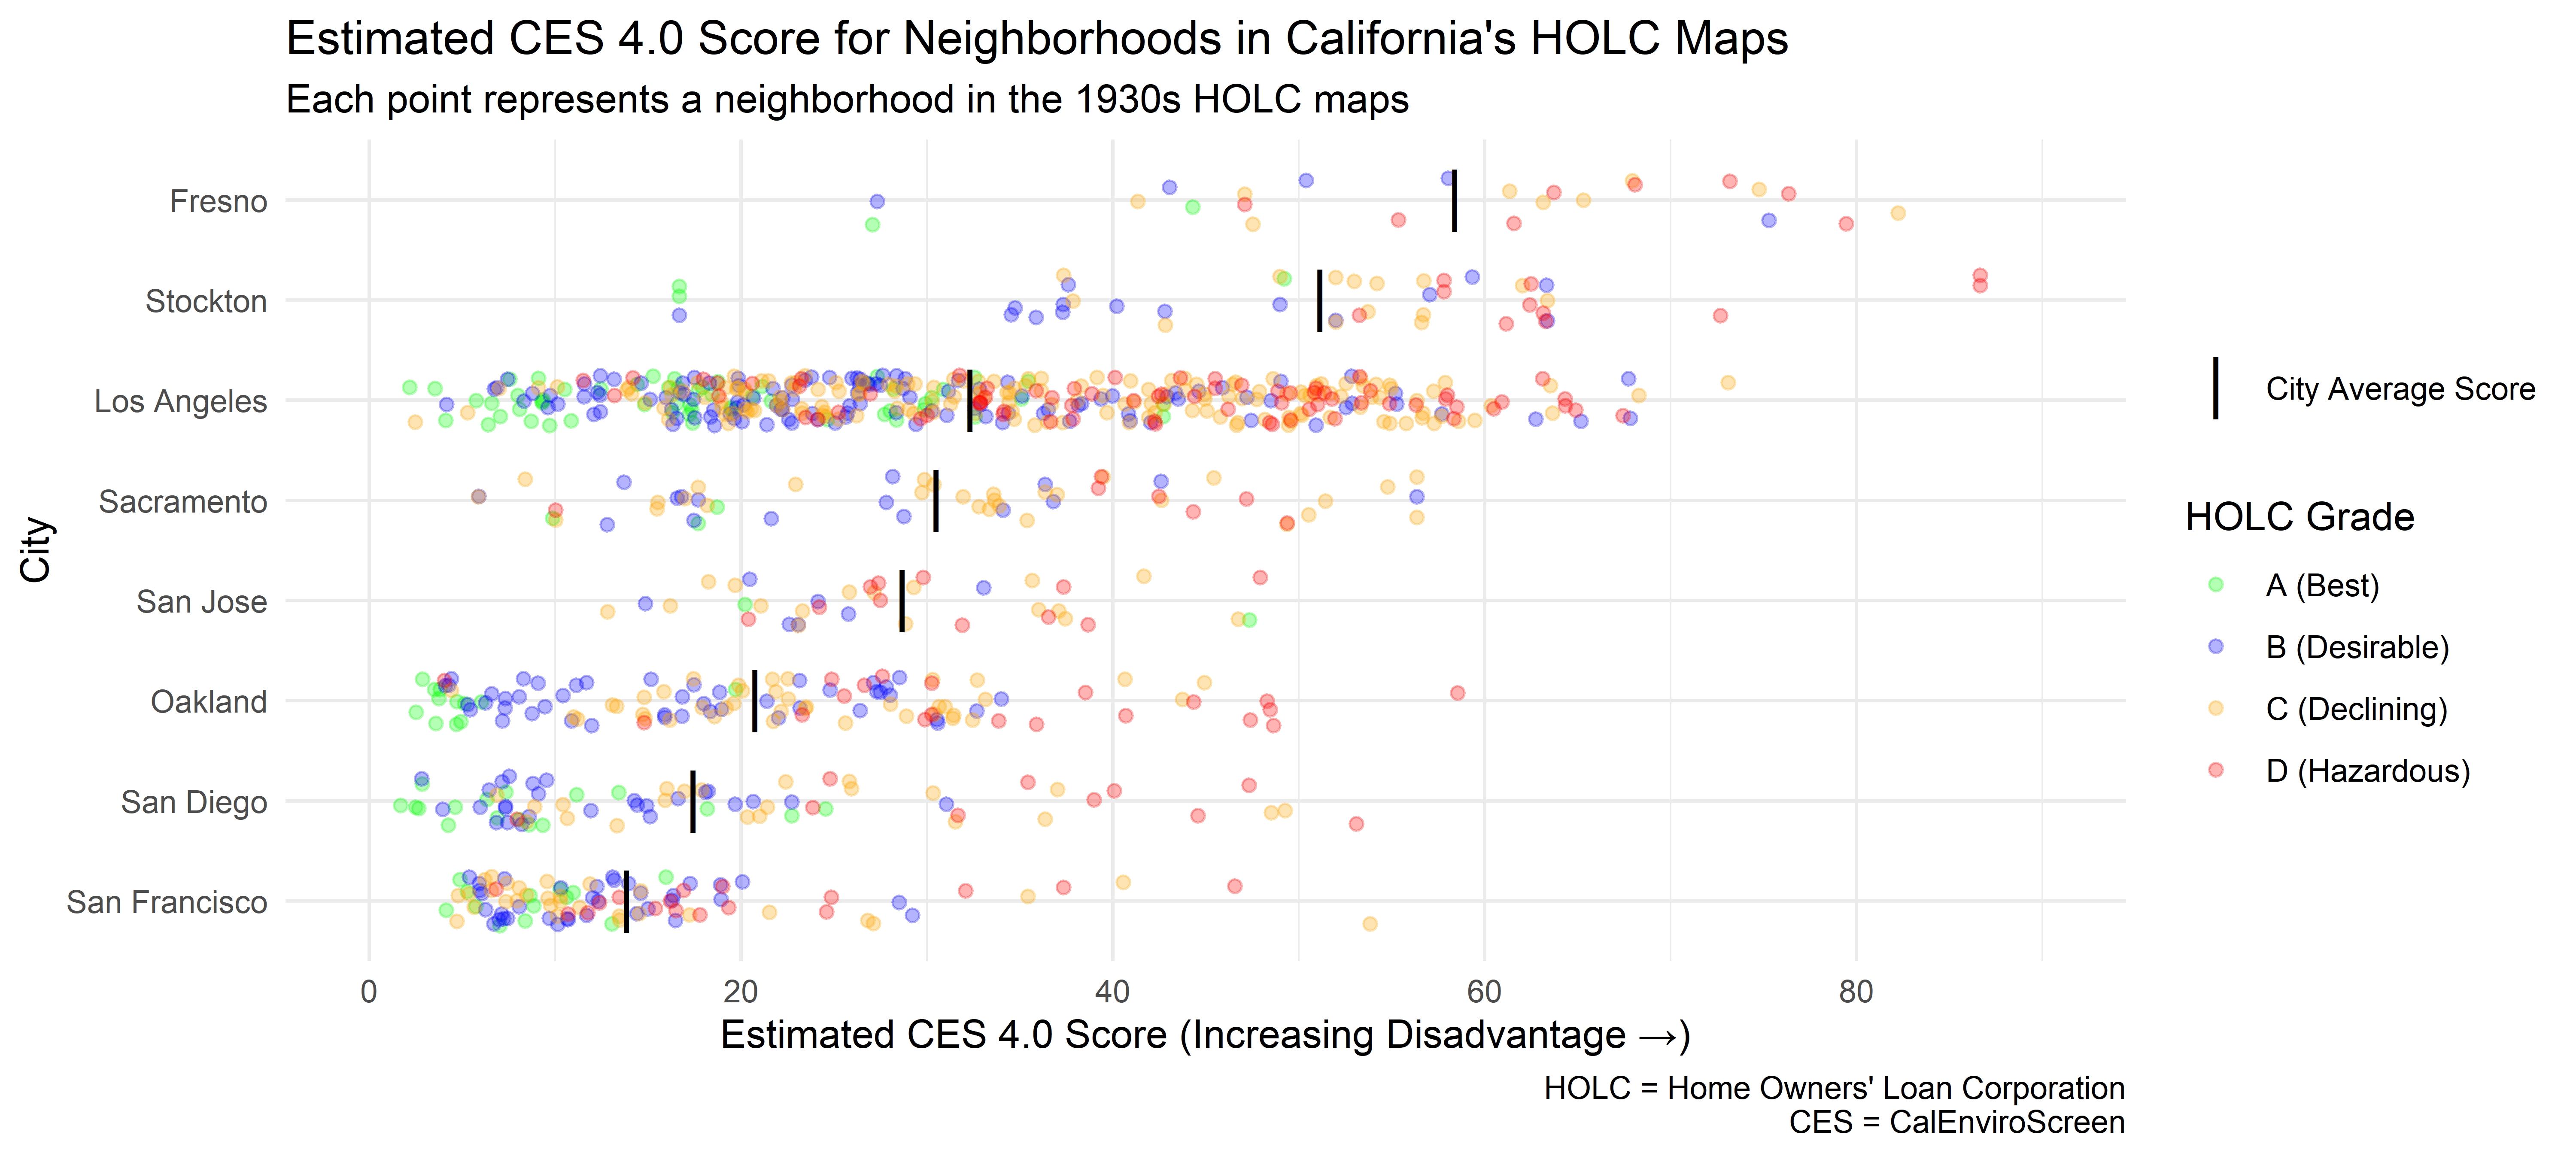 Estimated CES 4.0 Score for Neighborhoods in California's HOLC Maps
Each point represents a neighborhood in the 1930s HOLC maps
City
Fresno
Stockton
Los Angeles
Sacramento
San Jose
Oakland
San Diego
San Francisco
0 20 40 60 80
Estimated CES 4.0 Score (Increasing Disadvantage →)
City Average Score
HOLC Grade
A (Best)
B (Desirable)
C (Declining)
D (Hazardous)
HOLC = Home Owners' Loan Corporation
CES = CalEnviroScreen